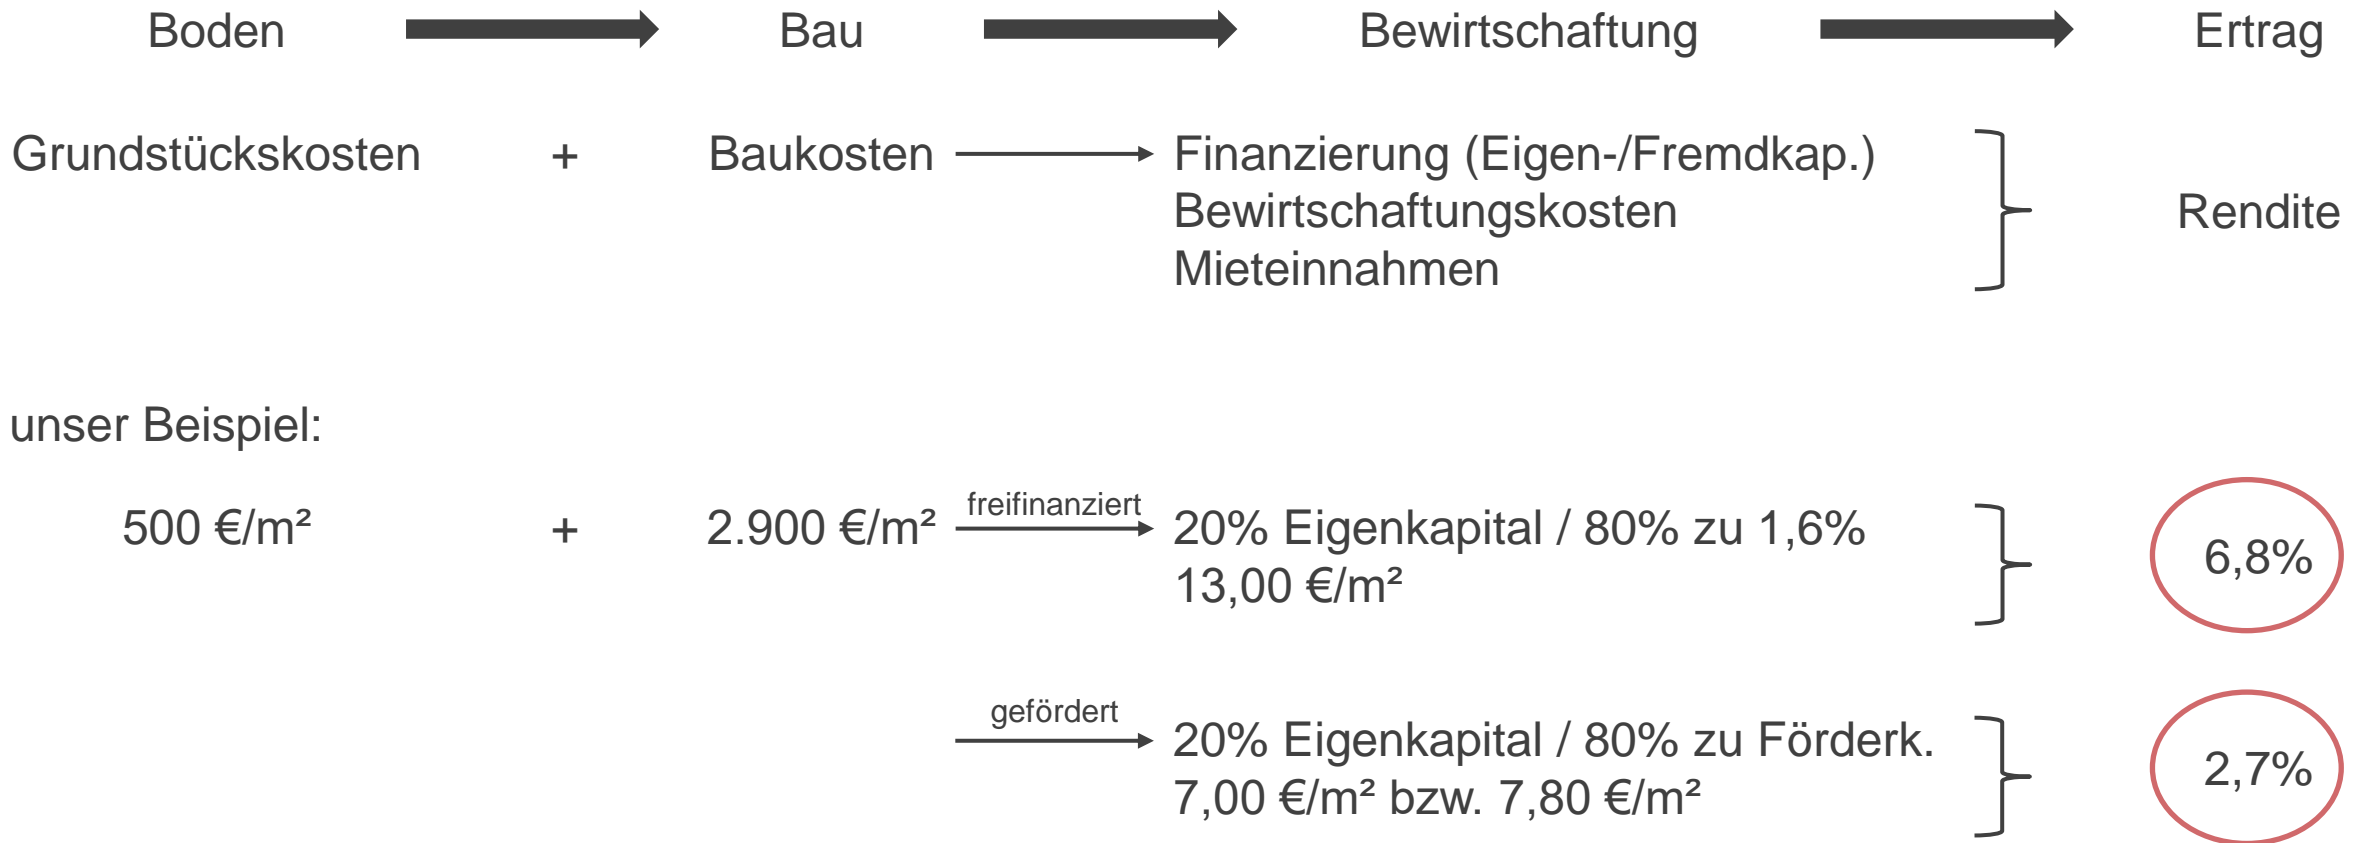 Boden Bau Bewirtschaftung Ertrag
Grundstückskosten + Baukosten Finanzierung (Eigen-/Fremdkap.)
Bewirtschaftungskosten
Mieteinnahmen
Rendite
unser Beispiel:
500 €/m² + 2.900 €/m² freifinanziert 20% Eigenkapital / 80% zu 1,6%
13,00 €/m²
6,8%
gefördert 20% Eigenkapital / 80% zu Förderk.
7,00 €/m² bzw. 7,80 €/m²
2,7%